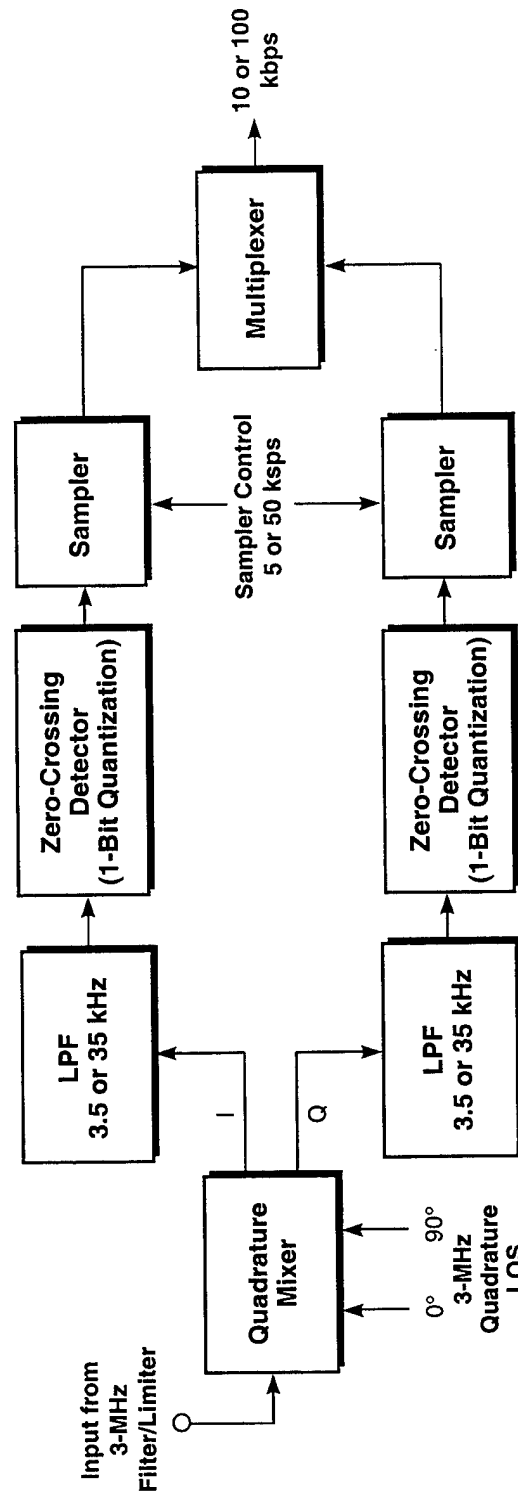 Input from
3-MHz
Filter/Limiter
Quadrature
Mixer
0°
90°
3-MHz
Quadrature
LOS
I
Q
LPF
3.5 or 35 kHz
Zero-Crossing
Detector
(1-Bit Quantization)
Sampler
Sampler Control
5 or 50 ksps
LPF
3.5 or 35 kHz
Zero-Crossing
Detector
(1-Bit Quantization)
Sampler
Multiplexer
10 or 100
kbps